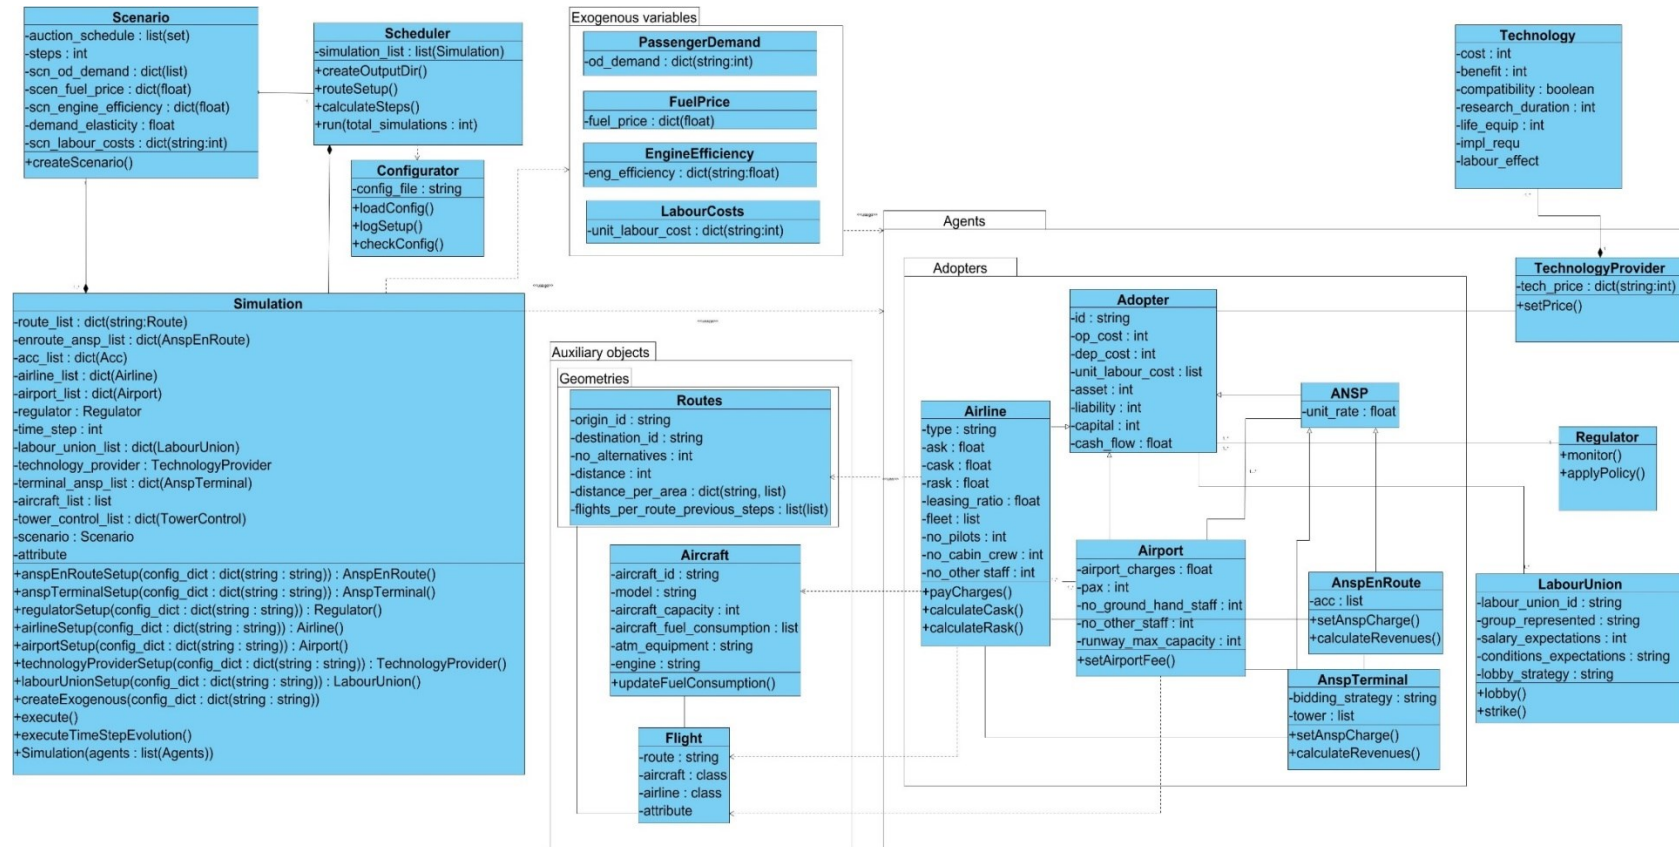 Scenario
-auction_schedule : list(set)
-steps : int
-scn_od_demand : dict(list)
-scen_fuel_price : dict(float)
-scn_engine_efficiency : dict(float)
-demand_elasticity : float
-scn_labour_costs : dict(string:int)
+createScenario()
Scheduler
-simulation_list : list(Simulation)
+createOutputDir()
+routeSetup()
+calculateSteps()
+run(total_simulations : int)
Configurator
-config_file : string
+loadConfig()
+logSetup()
+checkConfig()
Exogenous variables
PassengerDemand
-od_demand : dict(string:int)
FuelPrice
-fuel_price : dict(float)
EngineEfficiency
-eng_efficiency : dict(string:float)
LabourCosts
-unit_labour_cost : dict(string:int)
Technology
-cost : int
-benefit : int
-compatibility : boolean
-research_duration : int
-life_equip : int
-impl_requ
-labour_effect
Agents
TechnologyProvider
-tech_price : dict(string:int)
+setPrice()
Simulation
-route_list : dict(string:Route)
-enroute_ansp_list : dict(AnspEnRoute)
-acc_list : dict(Acc)
-airline_list : dict(Airline)
-airport_list : dict(Airport)
-regulator : Regulator
-time_step : int
-labour_union_list : dict(LabourUnion)
-technology_provider : TechnologyProvider
-terminal_ansp_list : dict(AnspTerminal)
-aircraft_list : list
-tower_control_list : dict(TowerControl)
-scenario : Scenario
-attribute
+anspEnRouteSetup(config_dict : dict(string : string)) : AnspEnRoute()
+anspTerminalSetup(config_dict : dict(string : string)) : AnspTerminal()
+regulatorSetup(config_dict : dict(string : string)) : Regulator()
+airlineSetup(config_dict : dict(string : string)) : Airline()
+airportSetup(config_dict : dict(string : string)) : Airport()
+technologyProviderSetup(config_dict : dict(string : string)) : TechnologyProvider()
+labourUnionSetup(config_dict : dict(string : string)) : LabourUnion()
+createExogenous(config_dict : dict(string : string))
+execute()
+executeTimeStepEvolution()
+Simulation(agents : list(Agents))
Auxiliary objects
Geometries
Routes
-origin_id : string
-destination_id : string
-no_alternatives : int
-distance : int
-distance_per_area : dict(string, list)
-flights_per_route_previous_steps : list(list)
Aircraft
-aircraft_id : string
-model : string
-aircraft_capacity : int
-aircraft_fuel_consumption : list
-atm_equipment : string
-engine : string
+updateFuelConsumption()
Flight
-route : string
-aircraft : class
-airline : class
-attribute
Adopters
Adopter
-id : string
-op_cost : int
-dep_cost : int
-unit_labour_cost : list
-asset : int
-liability : int
-capital : int
-cash_flow : float
Airline
-type : string
-ask : float
-cask : float
-rask : float
-leasing_ratio : float
-fleet : list
-no_pilots : int
-no_cabin_crew : int
-no_other staff : int
+payCharges()
+calculateCask()
+calculateRask()
ANSP
-unit_rate : float
Airport
-airport_charges : float
-pax : int
-no_ground_hand_staff : int
-no_other_staff : int
-runway_max_capacity : int
+setAirportFee()
AnspEnRoute
-acc : list
+setAnspCharge()
+calculateRevenues()
AnspTerminal
-bidding_strategy : string
-tower : list
+setAnspCharge()
+calculateRevenues()
Regulator
+monitor()
+applyPolicy()
LabourUnion
-labour_union_id : string
-group_represented : string
-salary_expectations : int
-conditions_expectations : string
-lobby_strategy : string
+lobby()
+strike()